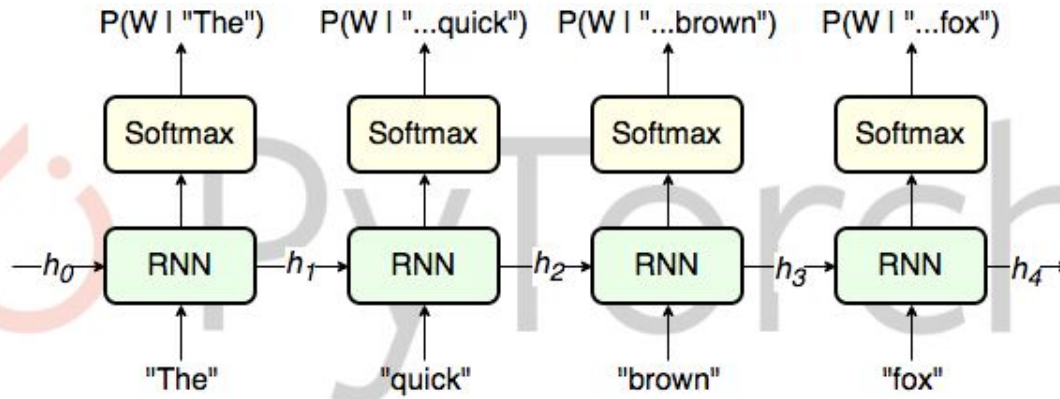 P(W | "The") P(W | "...quick") P(W | "...brown") P(W | "...fox")
Softmax Softmax Softmax Softmax
PyTorch
h0 RNN h1 RNN h2 RNN h3 RNN h4
"The" "quick" "brown" "fox"